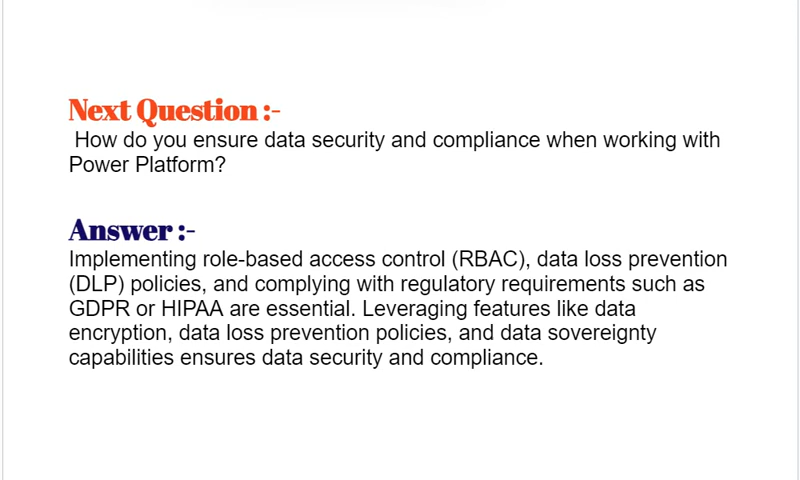 Next Question :-
How do you ensure data security and compliance when working with
Power Platform?
Answer :-
Implementing role-based access control (RBAC), data loss prevention
(DLP) policies, and complying with regulatory requirements such as
GDPR or HIPAA are essential. Leveraging features like data
encryption, data loss prevention policies, and data sovereignty
capabilities ensures data security and compliance.